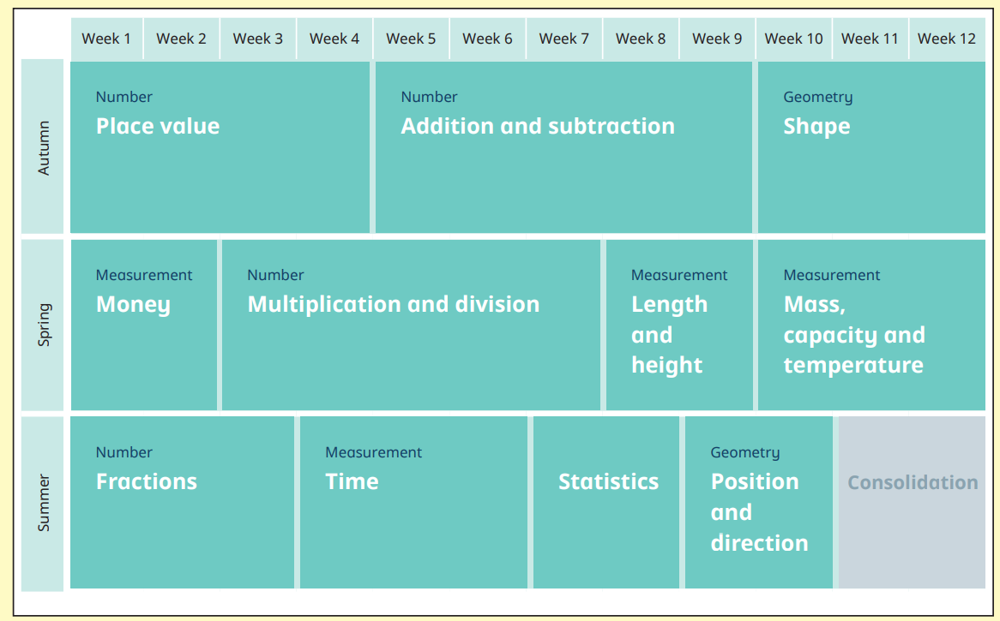 Week 1 Week 2 Week 3 Week 4 Week 5 Week 6 Week 7 Week 8 Week 9 Week 10 Week 11 Week 12
Autumn
Number
Place value
Number
Addition and subtraction
Geometry
Shape
Spring
Measurement
Money
Number
Multiplication and division
Measurement
Length
and
height
Measurement
Mass,
capacity and
temperature
Summer
Number
Fractions
Measurement
Time
Statistics
Geometry
Position
and
direction
Consolidation